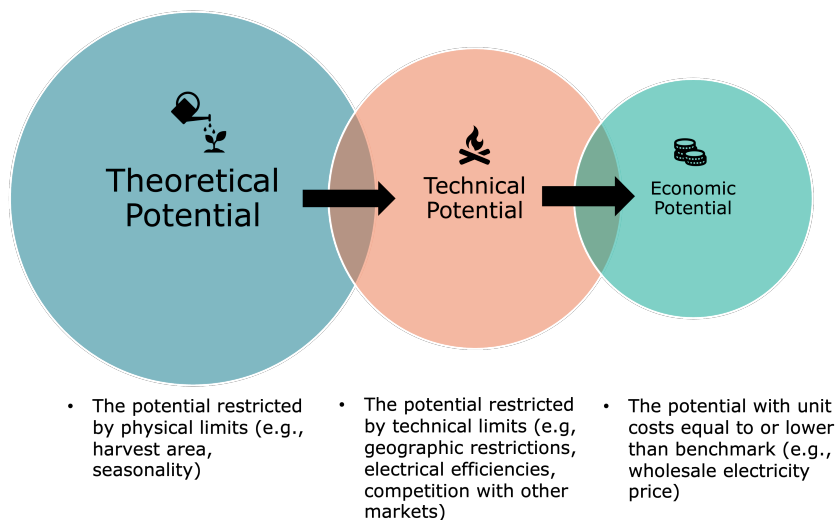 Theoretical
Potential
Technical
Potential
Economic
Potential
• The potential restricted
by physical limits (e.g.,
harvest area,
seasonality)
• The potential restricted
by technical limits (e.g,
geographic restrictions,
electrical efficiencies,
competition with other
markets)
• The potential with unit
costs equal to or lower
than benchmark (e.g.,
wholesale electricity
price)